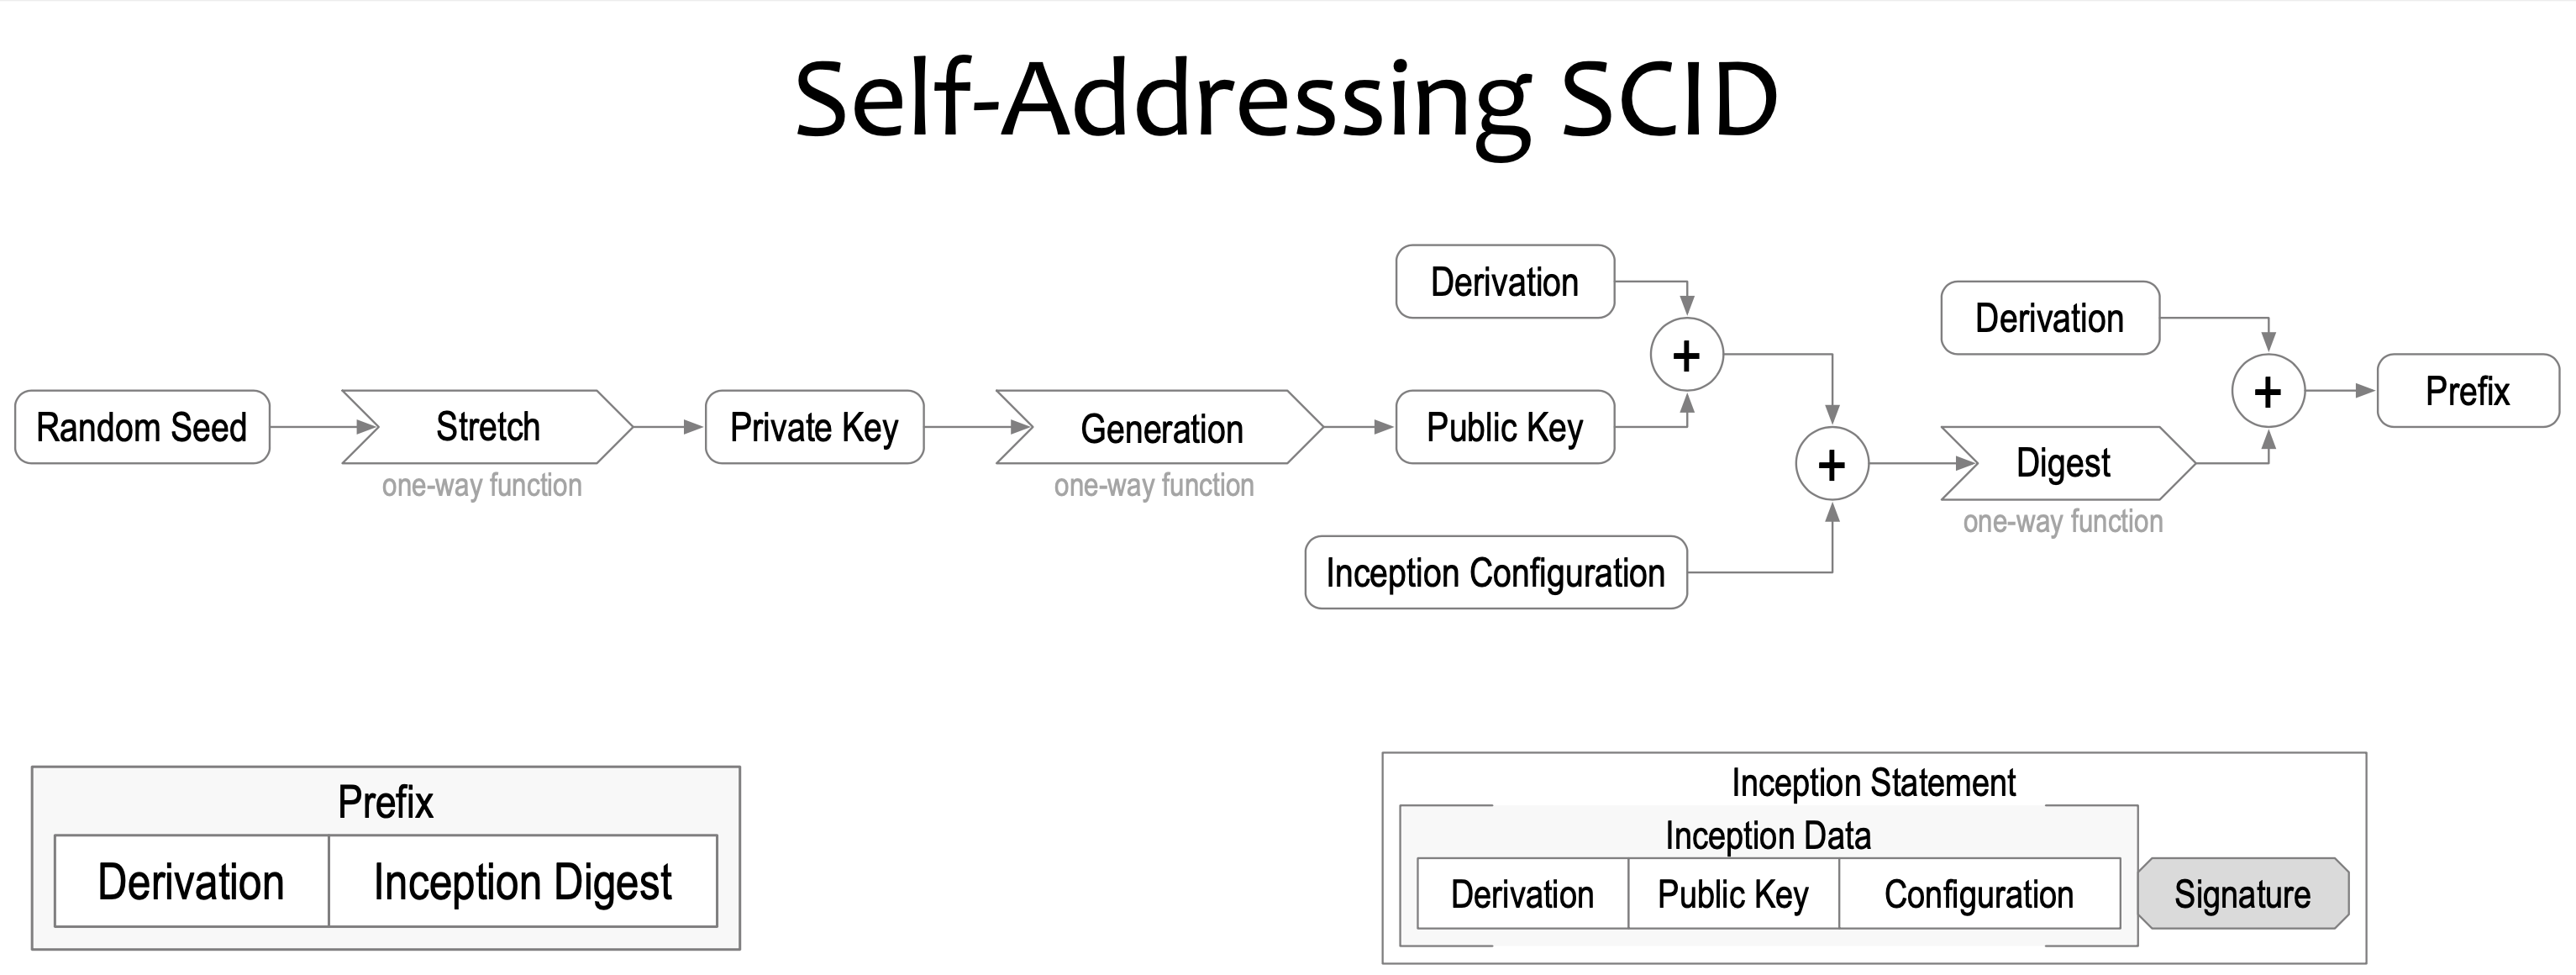 Self-Addressing SCID
Derivation
Derivation
+
+
Prefix
Random Seed
Stretch
Private Key
Generation
Public Key
+
Digest
one-way function
one-way function
one-way function
Inception Configuration
Prefix
Derivation
Inception Digest
Inception Statement
Inception Data
Derivation
Public Key
Configuration
Signature